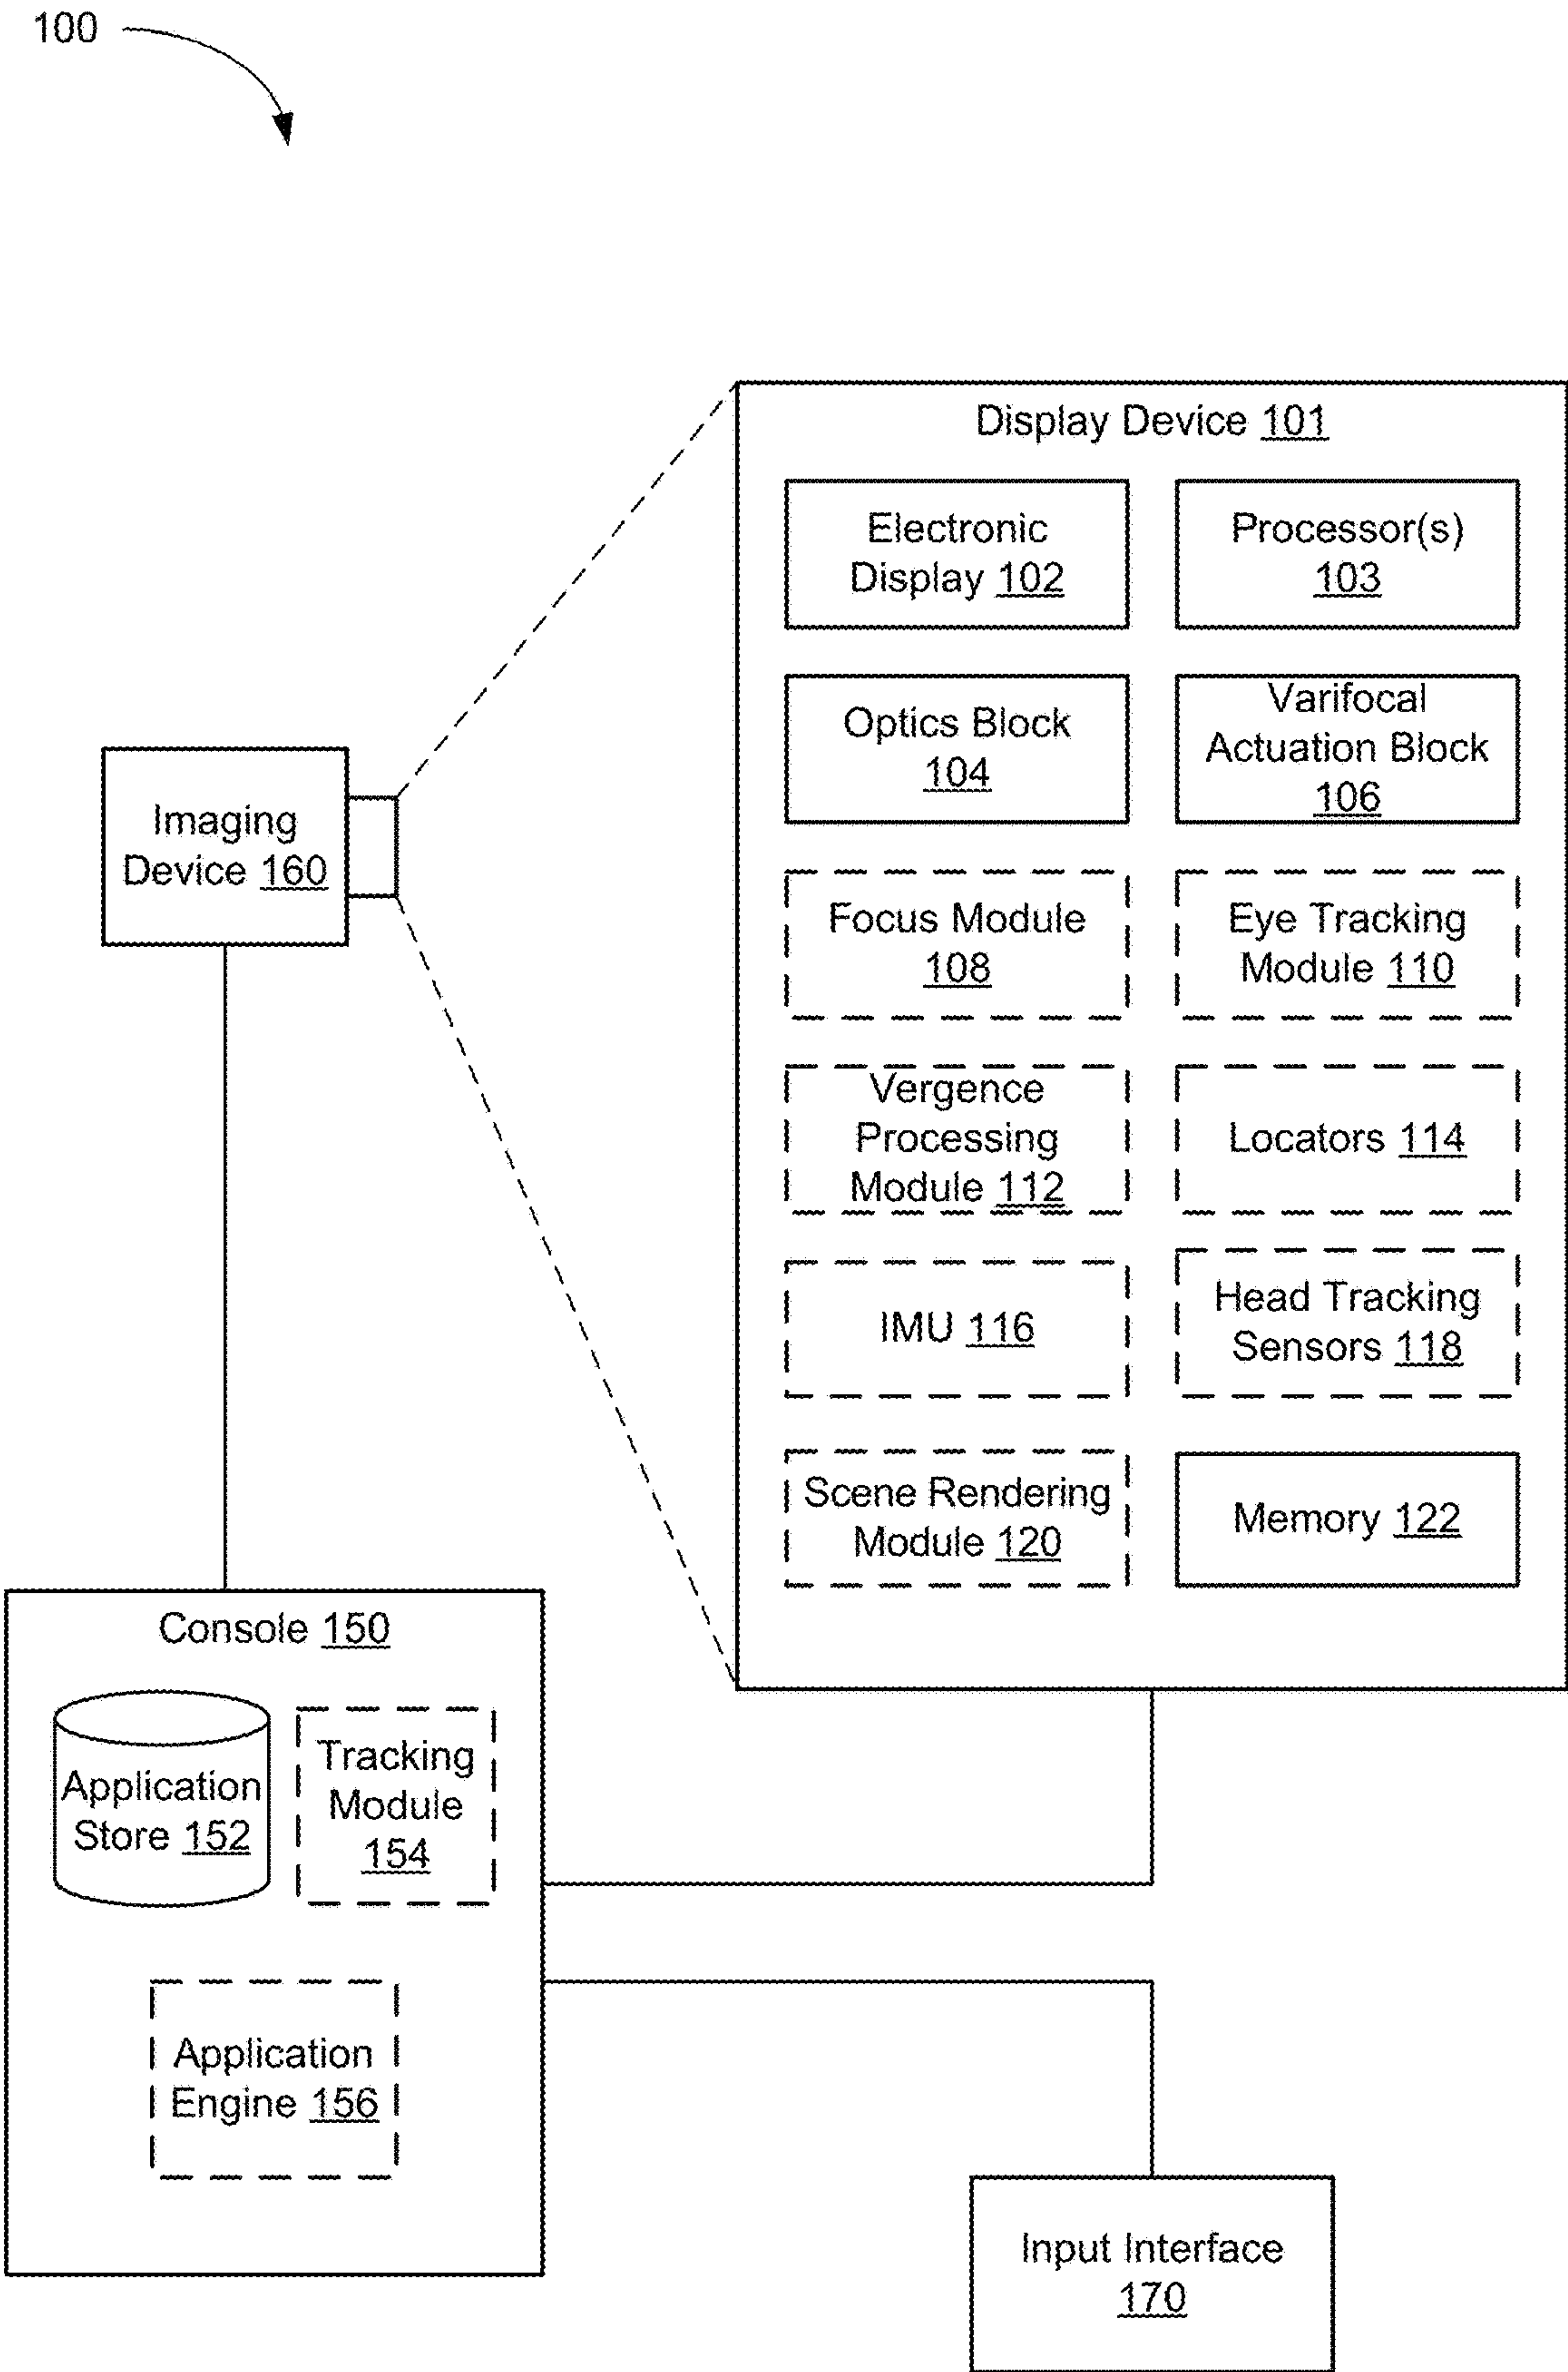 100
Display Device 101
Electronic
Display 102
Processor(s)
103
Optics Block
104
Varifocal
Actuation Block
106
Imaging
Device 160
Focus Module
108
Eye Tracking
Module 110
Vergence
Processing
Module 112
Locators 114
IMU 116
Head Tracking
Sensors 118
Scene Rendering
Module 120
Memory 122
Console 150
Application
Store 152
Tracking
Module
154
Application
Engine 156
Input Interface
170